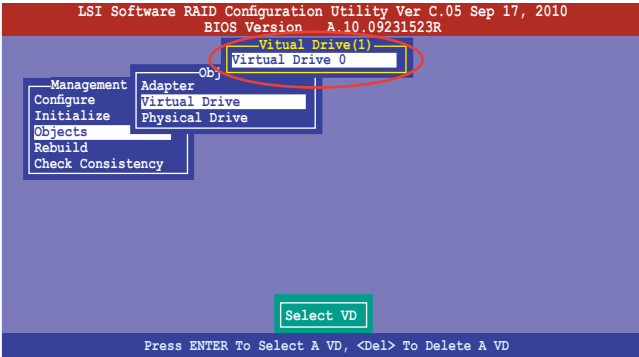 LSI Software RAID Configuration Utility Ver C.05 Sep 17, 2010
BIOS Version A.10.09231523R
Vitual Drive(1)
Virtual Drive 0
Obj
Adapter
Virtual Drive
Physical Drive
Management
Configure
Initialize
Objects
Rebuild
Check Consistency
Select VD
Press ENTER To Select A VD, <Del> To Delete A VD